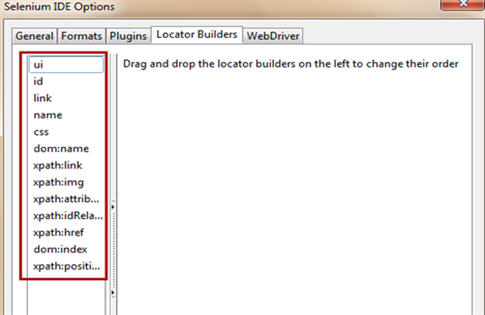 Selenium IDE Options
General Formats Plugins Locator Builders WebDriver
ui
Drag and drop the locator builders on the left to change their order
id
link
name
css
dom:name
xpath:link
xpath:img
xpath:attrib...
xpath:idRela...
xpath:href
dom:index
xpath:positi...